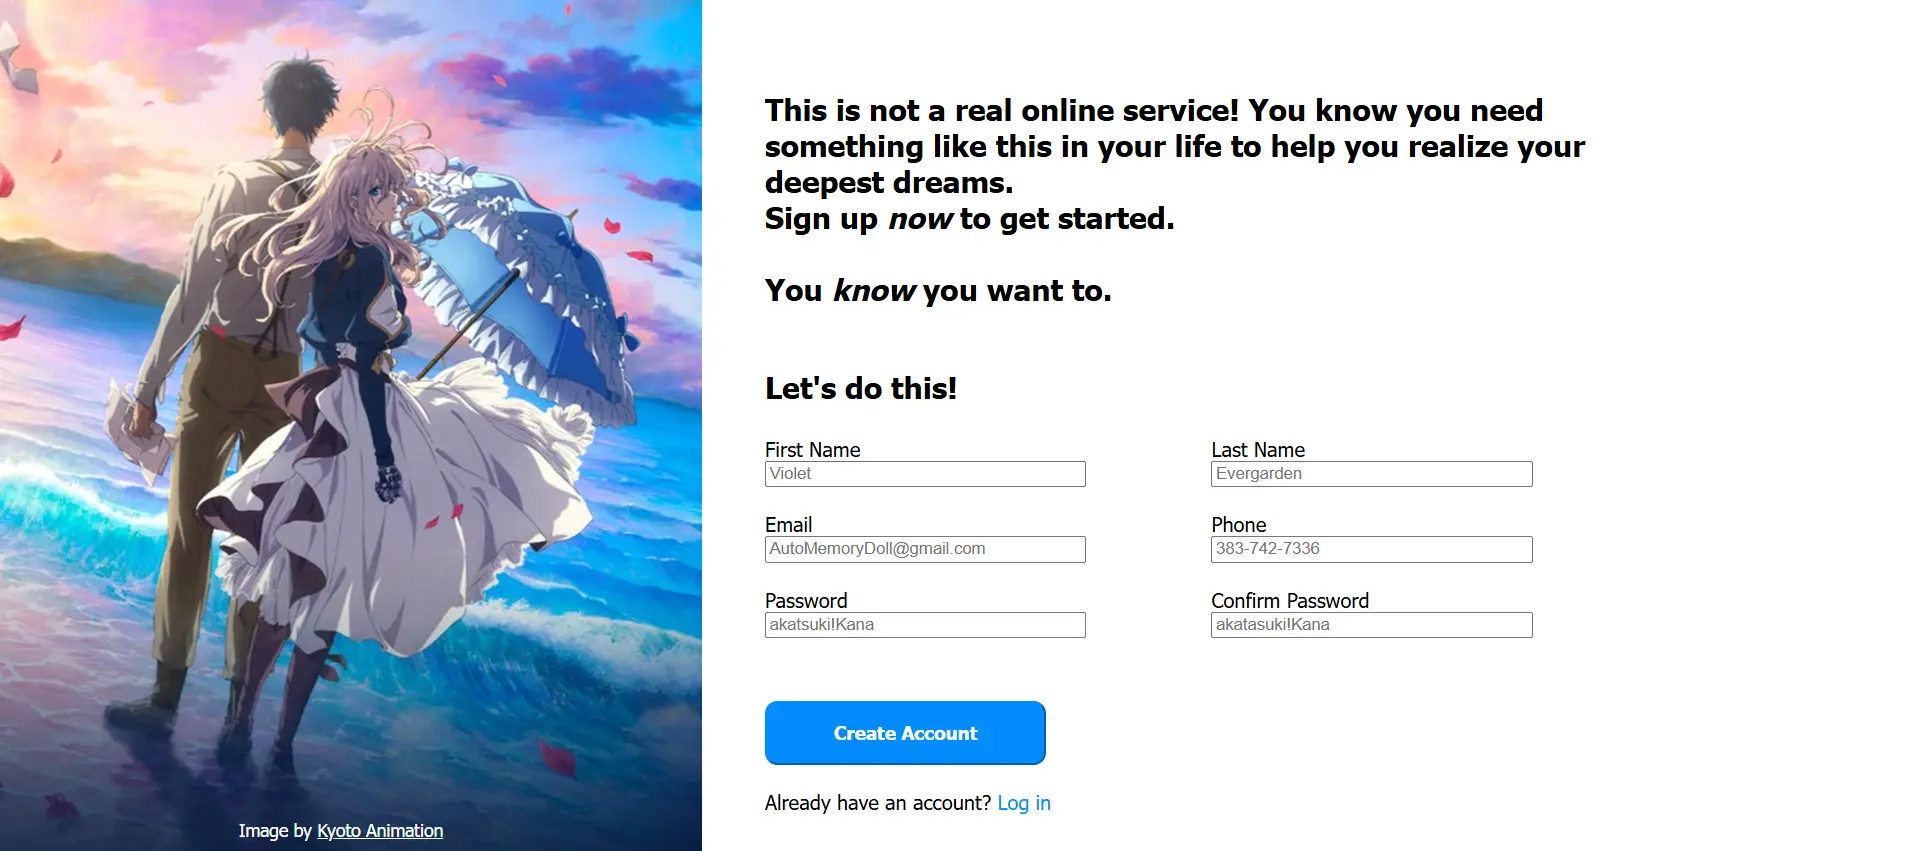 This is not a real online service! You know you need
something like this in your life to help you realize your
deepest dreams.
Sign up now to get started.
You know you want to.
Let's do this!
First Name
Last Name
Violet
Evergarden
Email
Phone
AutoMemoryDoll@gmail.com
383-742-7336
Password
Confirm Password
akatsuki!Kana
akatasuki!Kana
Create Account
Already have an account? Log in
Image by Kyoto Animation